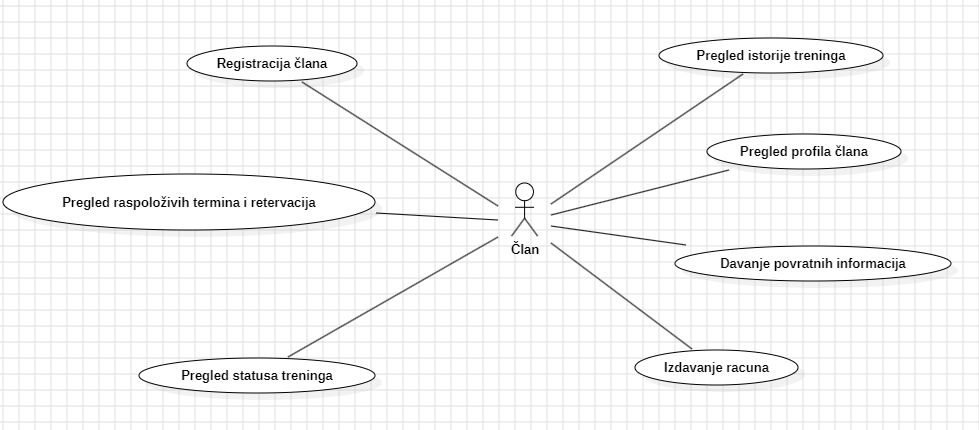 Registracija člana
Pregled istorije treninga
Pregled profila člana
Pregled raspoloživih termina i retervacija
Član
Davanje povratnih informacija
Pregled statusa treninga
Izdavanje racuna